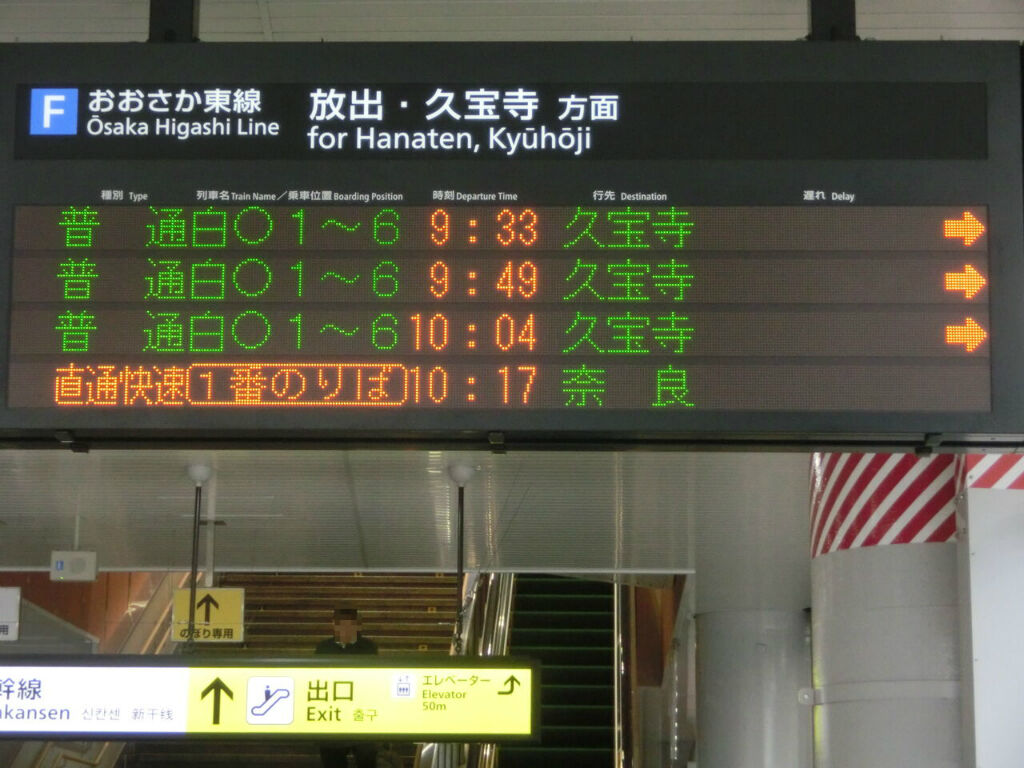 F おおさか東線 放出・久宝寺 方面
Ōsaka Higashi Line for Hanaten, Kyūhōji
種別 Type 列車名 Train Name／乗車位置 Boarding Position 時刻 Departure Time 行先 Destination 遅れ Delay
普 通 白○ 1～6 9:33 久宝寺
普 通 白○ 1～6 9:49 久宝寺
普 通 白○ 1～6 10:04 久宝寺
直通快速 1番のりば 10:17 奈 良
のぼり専用
幹線
akansen 신칸센 新干线
出口
Exit 출구
エレベーター
Elevator
50m